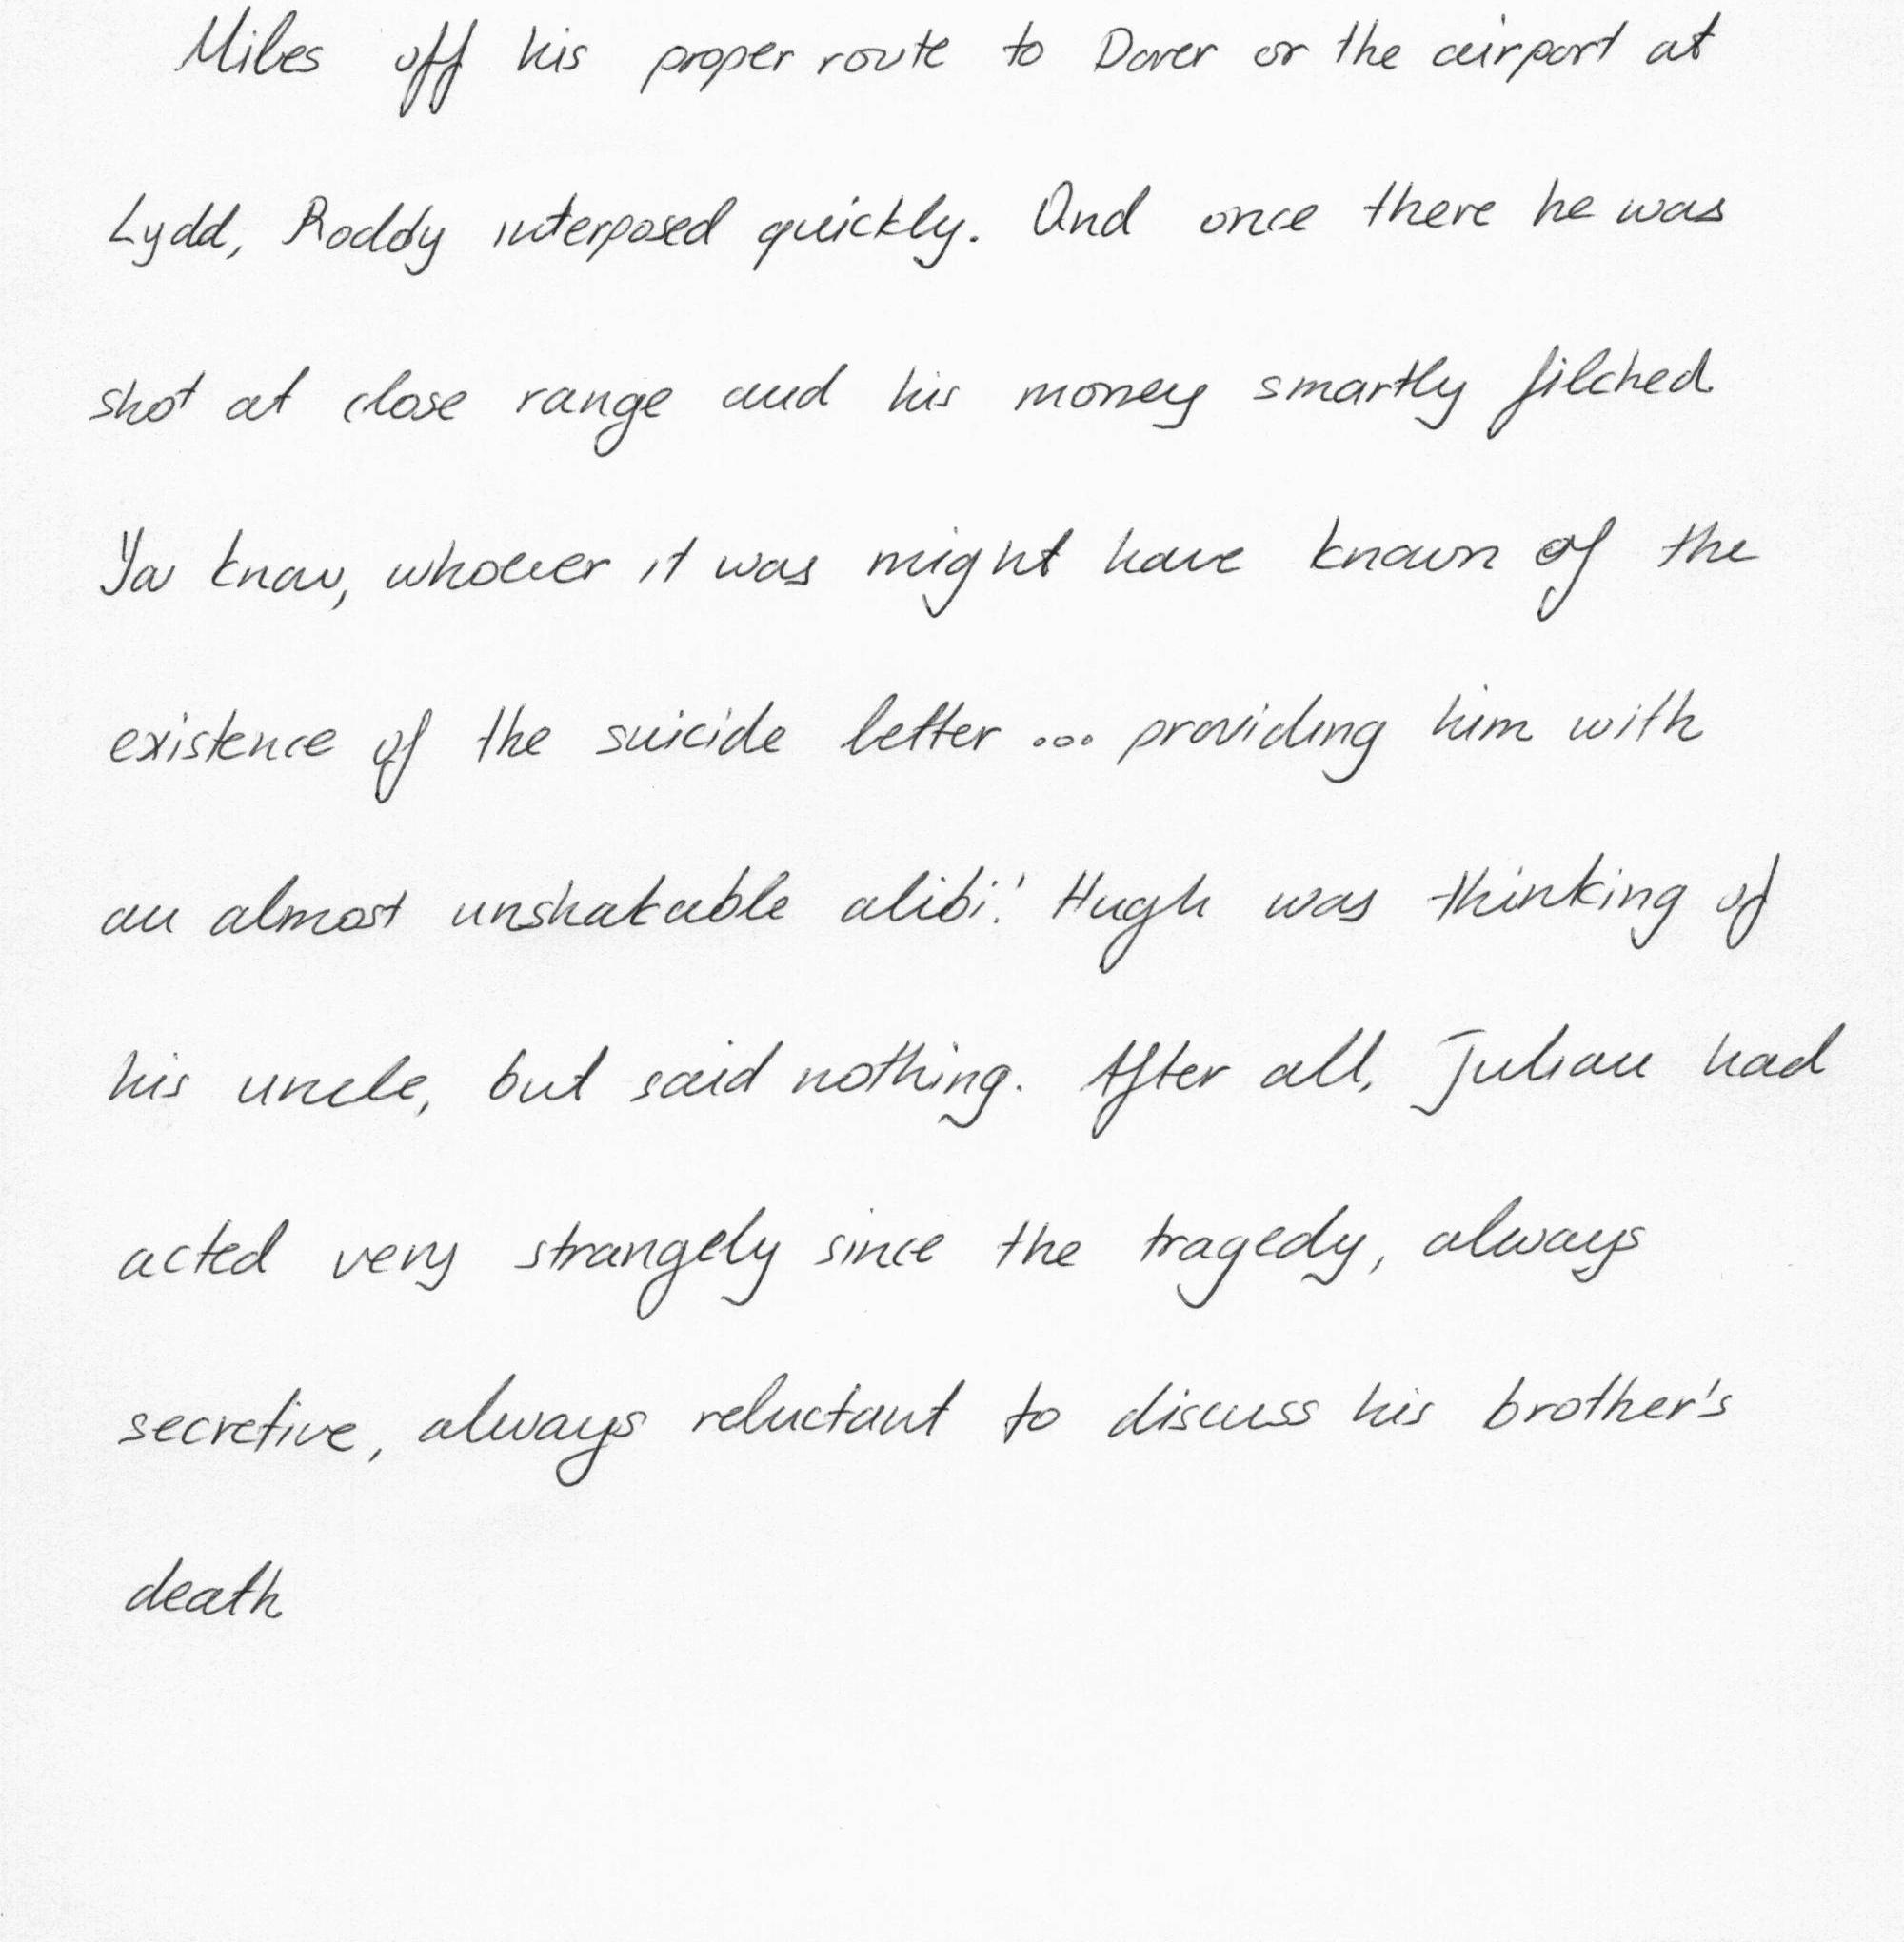 Miles off his proper route to Dover or the airport at
Lydd, Roddy interposed quickly. And once there he was
shot at close range and his money smartly filched
You know, whoever it was might have known of the
existence of the suicide letter ... providing him with
an almost unshakable alibi!' Hugh was thinking of
his uncle, but said nothing. After all, Julian had
acted very strangely since the tragedy, always
secretive, always reluctant to discuss his brother's
death